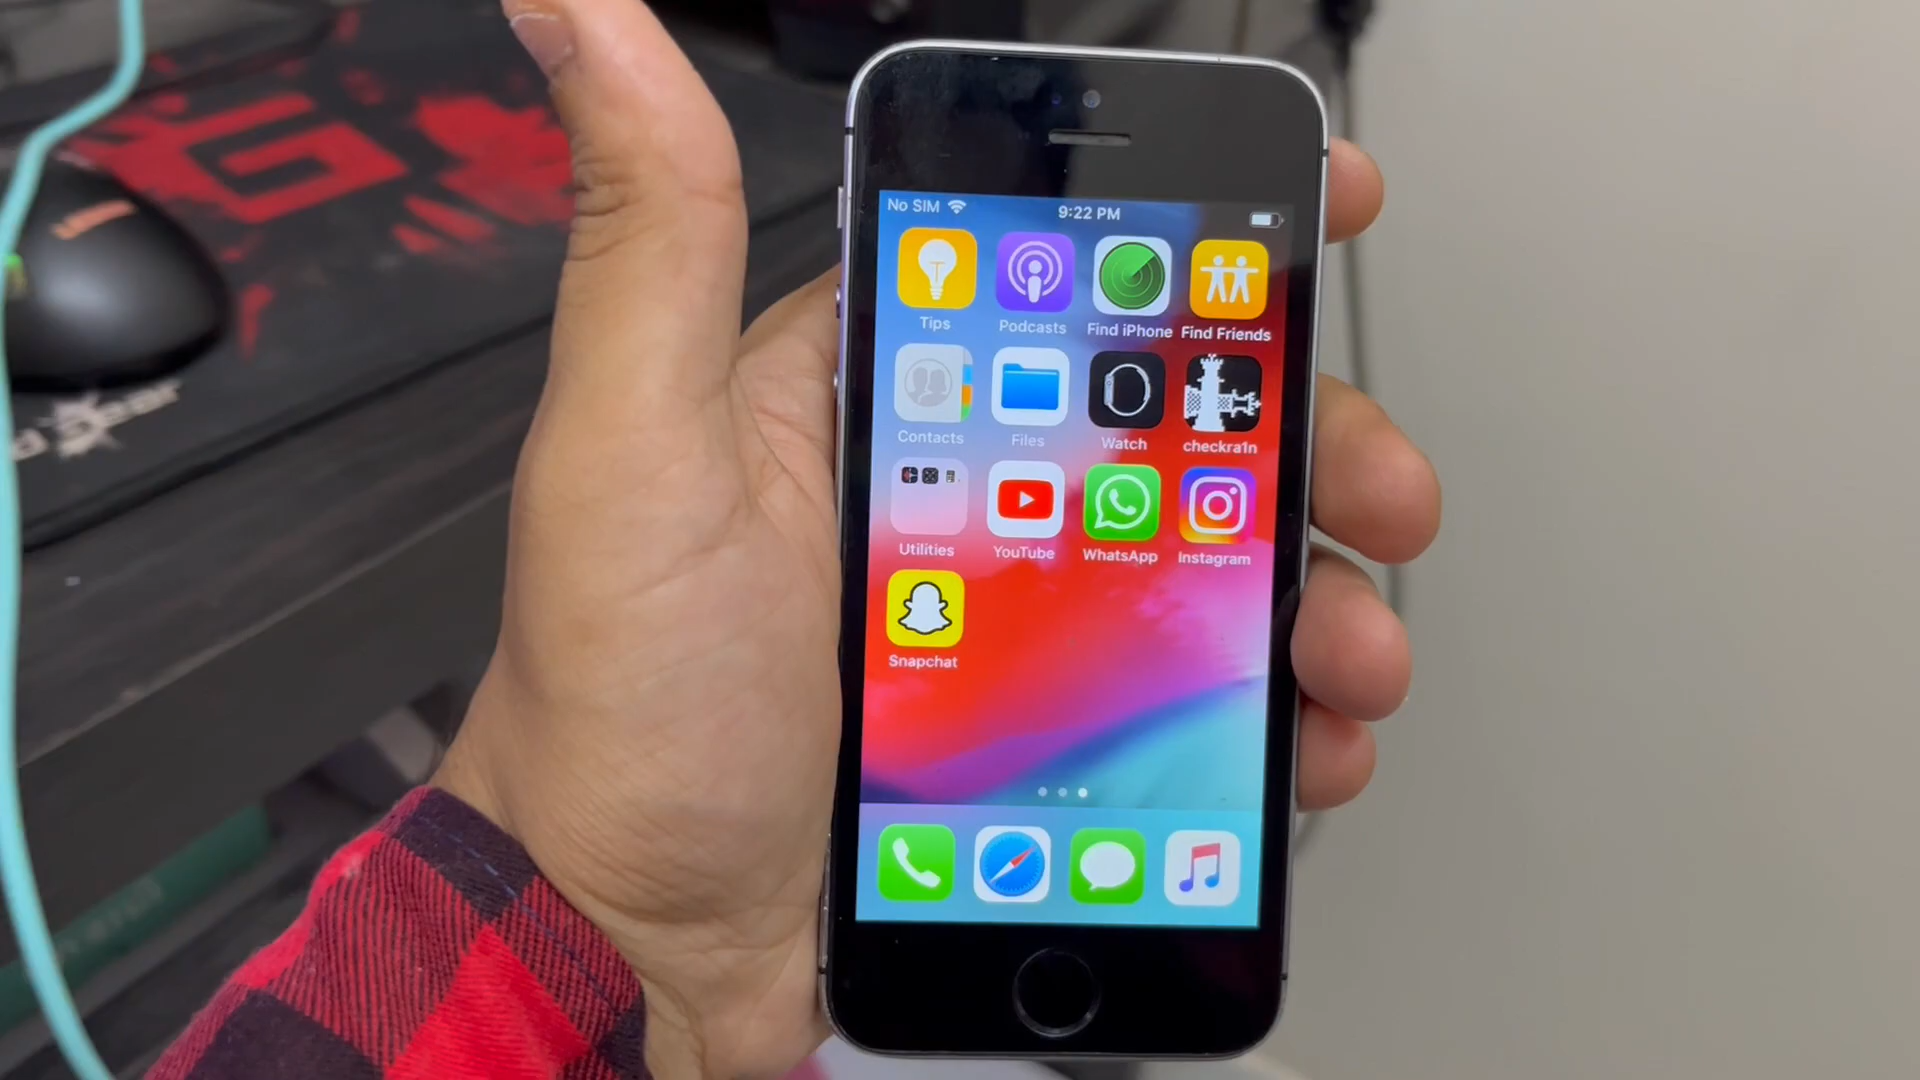 No SIM 9:22 PM
Tips Podcasts Find iPhone Find Friends
Contacts Files Watch checkra1n
Utilities YouTube WhatsApp Instagram
Snapchat